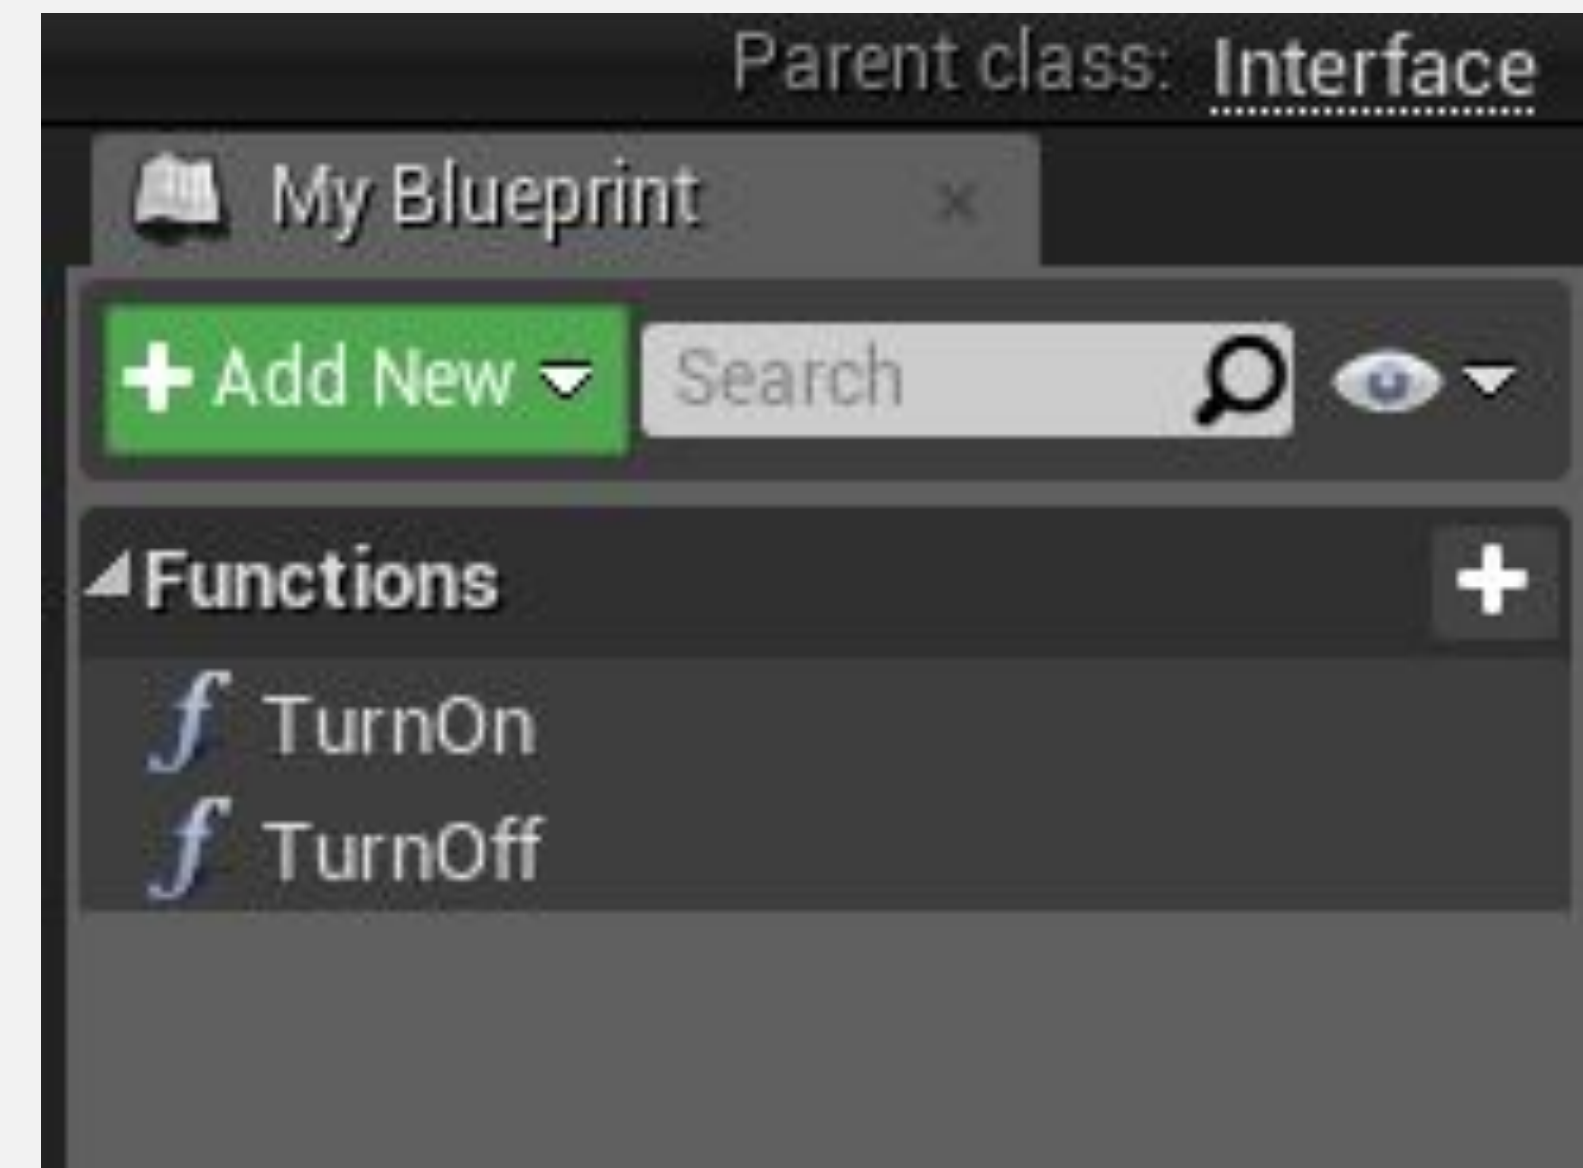 Parent class: Interface
My Blueprint
Add New Search
Functions
TurnOn
TurnOff